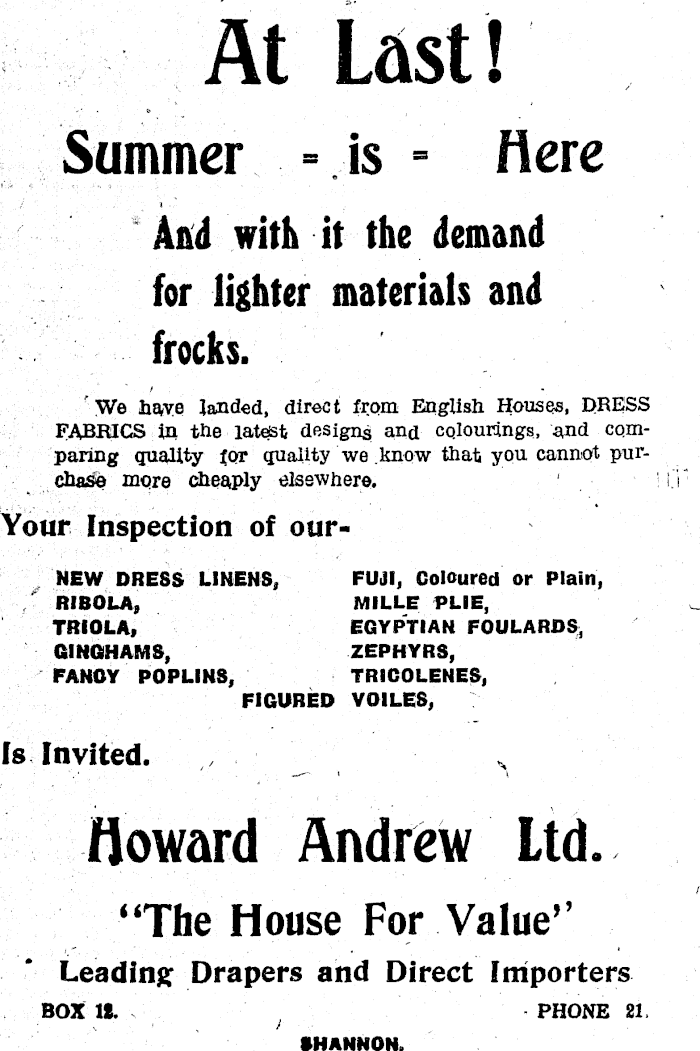 At Last!
Summer = is = Here
And with it the demand
for lighter materials and
frocks.
We have landed, direct from English Houses, DRESS
FABRICS in the latest designs and colourings, and com-
paring quality for quality we know that you cannot pur-
chase more cheaply elsewhere.
Your Inspection of our-
NEW DRESS LINENS, FUJI, Coloured or Plain,
RIBOLA, MILLE PLIE,
TRIOLA, EGYPTIAN FOULARDS,
GINGHAMS, ZEPHYRS,
FANCY POPLINS, TRICOLENES,
FIGURED VOILES,
Is Invited.
Howard Andrew Ltd.
"The House For Value"
Leading Drapers and Direct Importers
BOX 12. PHONE 21.
SHANNON.